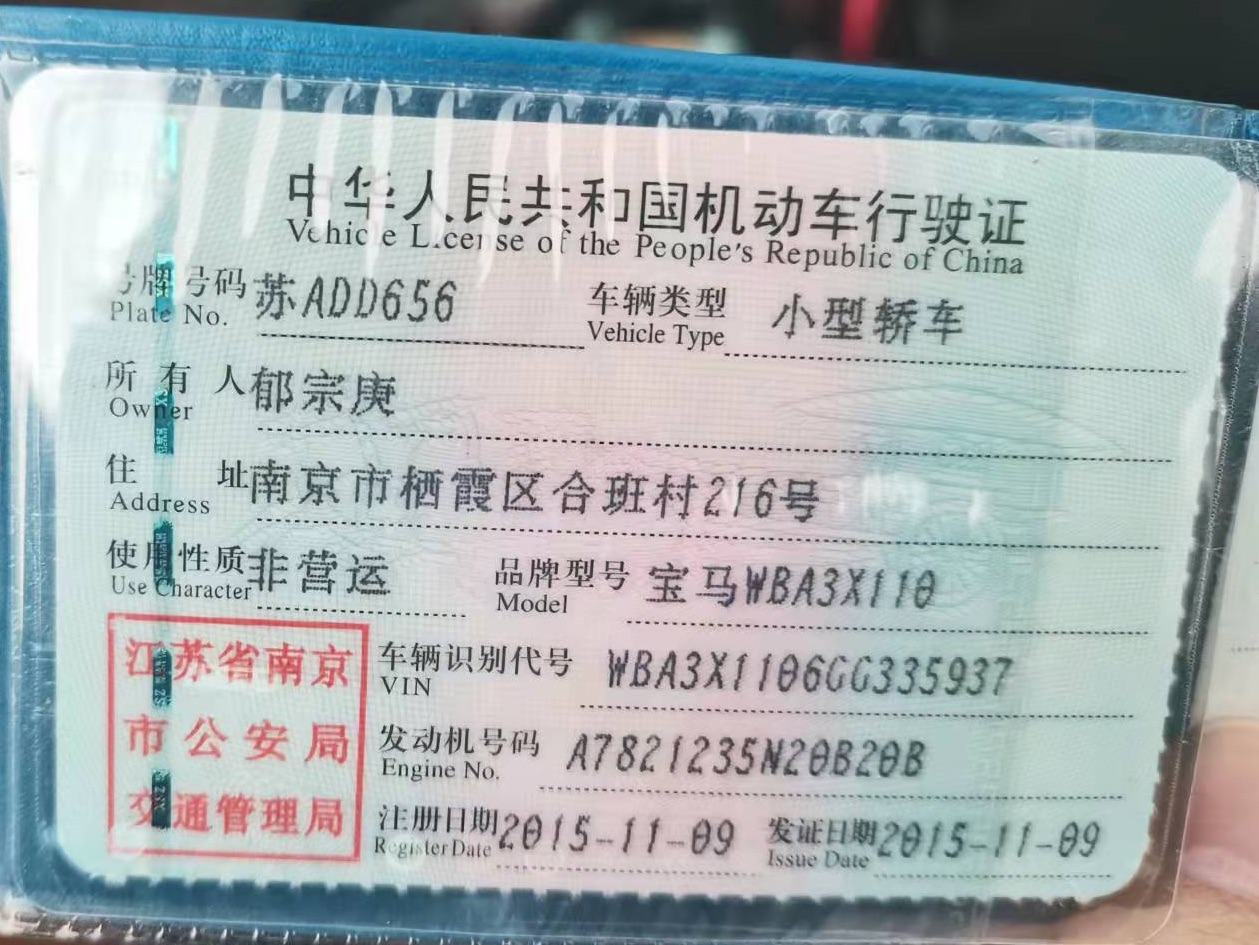 中华人民共和国机动车行驶证
Vehicle License of the People's Republic of China
号牌号码 苏ADD656 车辆类型 小型轿车
Plate No. Vehicle Type
所有人 郁宗庚
Owner
住址 南京市栖霞区合班村216号
Address
使用性质 非营运 品牌型号 宝马WBA3X110
Use Character Model
江苏省南京
市公安局
交通管理局
车辆识别代号 WBA3X1106GG335937
VIN
发动机号码 A7821235N20B20B
Engine No.
注册日期 2015-11-09 发证日期 2015-11-09
Register Date Issue Date